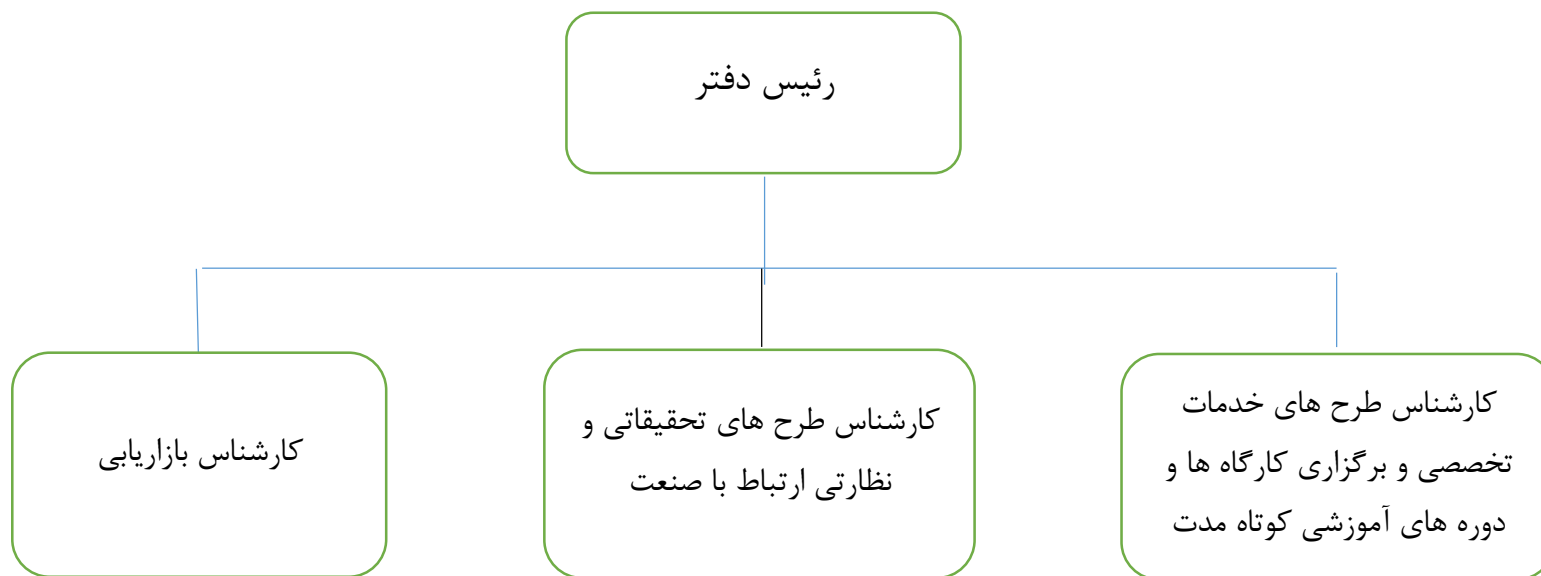 رئیس دفتر
کارشناس طرح های خدمات
تخصصی و برگزاری کارگاه ها و
دوره های آموزشی کوتاه مدت
کارشناس طرح های تحقیقاتی و
نظارتی ارتباط با صنعت
کارشناس بازاریابی